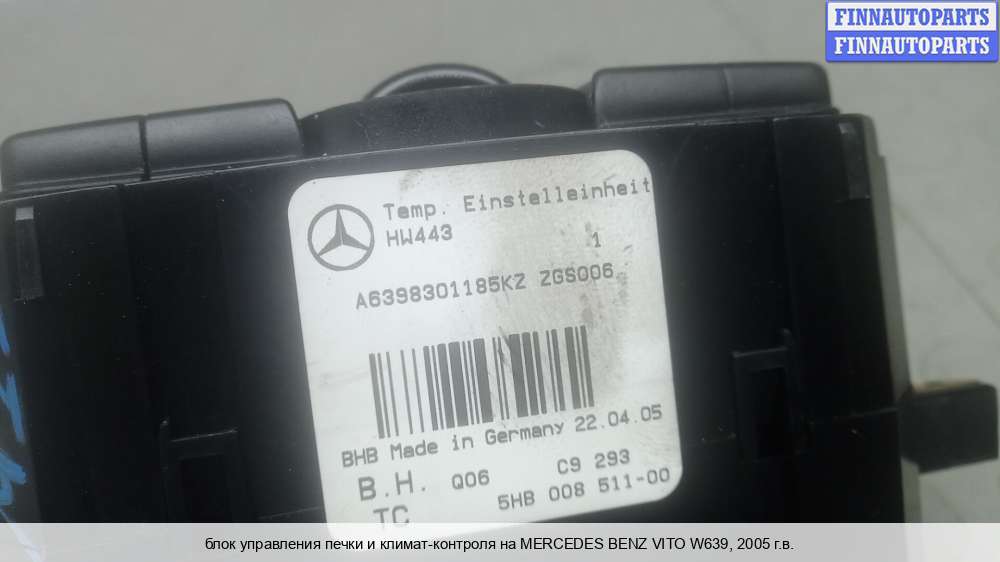 FINNAUTOPARTS
FINNAUTOPARTS
Temp. Einstelleinheit
HW443 1
A6398301185KZ ZGS006
BHB Made in Germany 22.04.05
B.H. Q06 C9 293
TC 5HB 008 511-00
блок управления печки и климат-контроля на MERCEDES BENZ VITO W639, 2005 г.в.